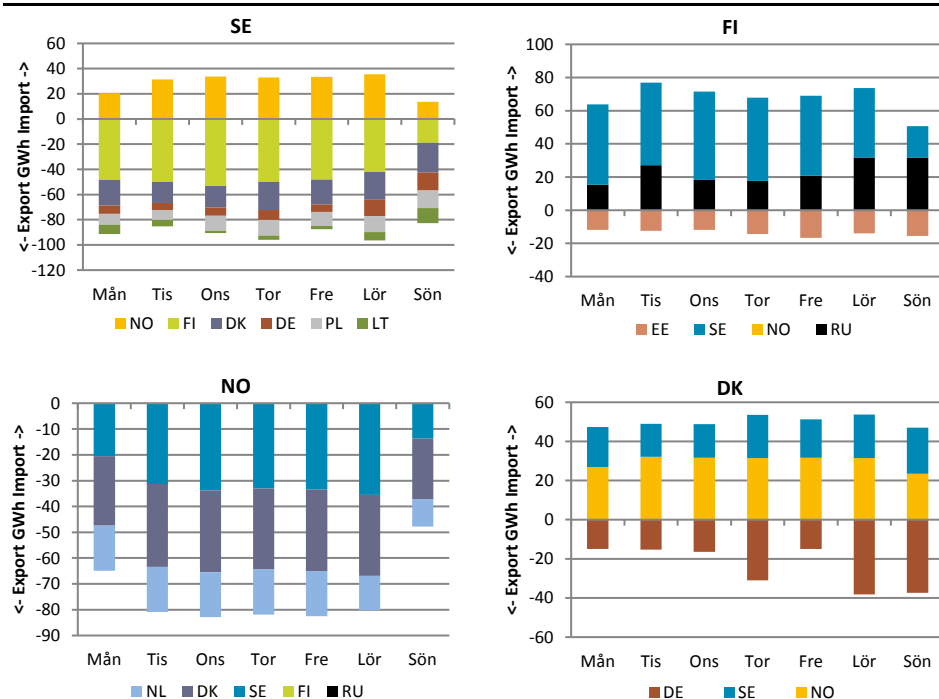 SE
<- Export GWh Import ->
60
40
20
0
-20
-40
-60
-80
-100
-120
Mån Tis Ons Tor Fre Lör Sön
NO FI DK DE PL LT
FI
<- Export GWh Import ->
100
80
60
40
20
0
-20
-40
Mån Tis Ons Tor Fre Lör Sön
EE SE NO RU
NO
<- Export GWh Import ->
0
-10
-20
-30
-40
-50
-60
-70
-80
-90
Mån Tis Ons Tor Fre Lör Sön
NL DK SE FI RU
DK
<- Export GWh Import ->
60
40
20
0
-20
-40
-60
Mån Tis Ons Tor Fre Lör Sön
DE SE NO